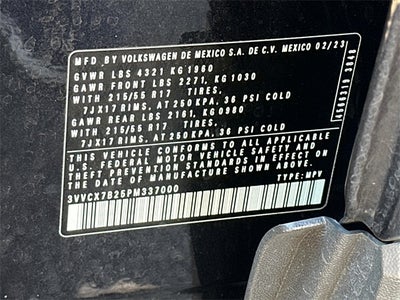 MFD. BY VOLKSWAGEN DE MEXICO S.A. DE C.V. MEXICO 02/23
GVWR LBS 4321 KG 1960
GAWR FRONT LBS 2271, KG 1030
WITH 215/55 R17 TIRES,
7JX17 RIMS, AT 250 KPA, 36 PSI COLD
GAWR REAR LBS 2161, KG 0980
WITH 215/55 R17 TIRES,
7JX17 RIMS, AT 250 KPA, 36 PSI COLD
THIS VEHICLE CONFORMS TO ALL APPLICABLE
U.S. FEDERAL MOTOR VEHICLE SAFETY AND
THEFT PREVENTION STANDARDS IN EFFECT ON
THE DATE OF MANUFACTURE SHOWN ABOVE.
3VVCX7B25PM337000 TYPE: MPV